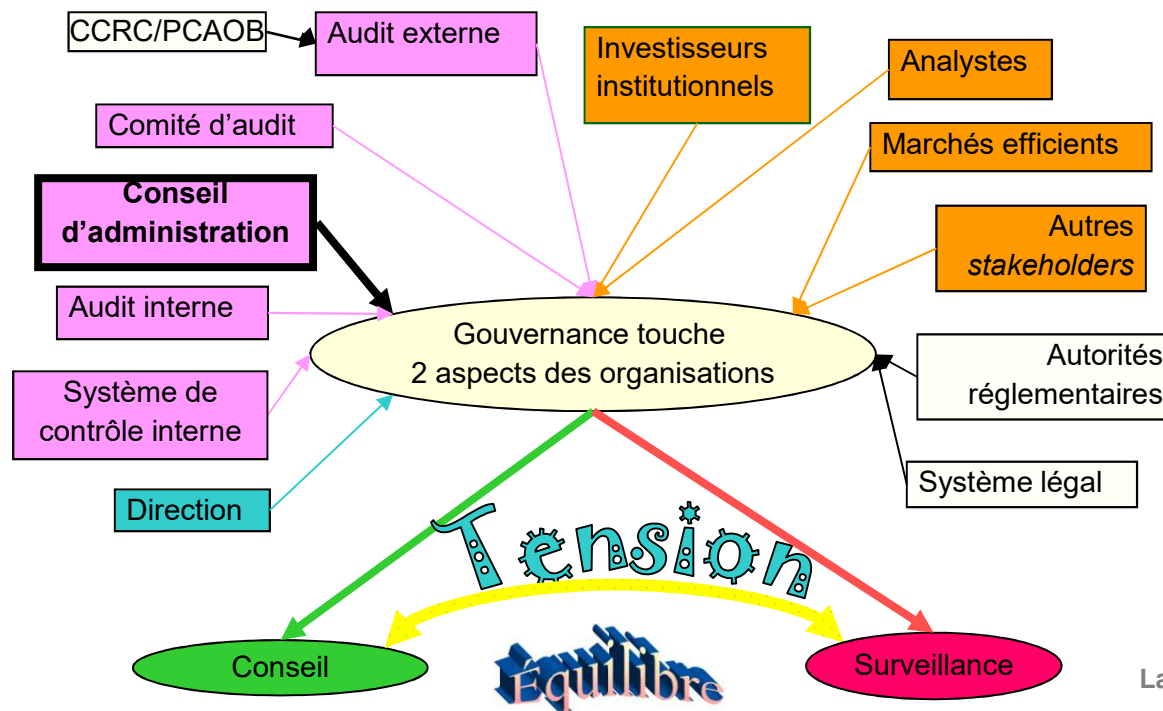 CCRC/PCAOB
Audit externe
Investisseurs
institutionnels
Analystes
Comité d’audit
Marchés efficients
Conseil
d’administration
Autres
stakeholders
Audit interne
Gouvernance touche
2 aspects des organisations
Autorités
réglementaires
Système de
contrôle interne
Système légal
Direction
Tension
Conseil
Équilibre
Surveillance
La